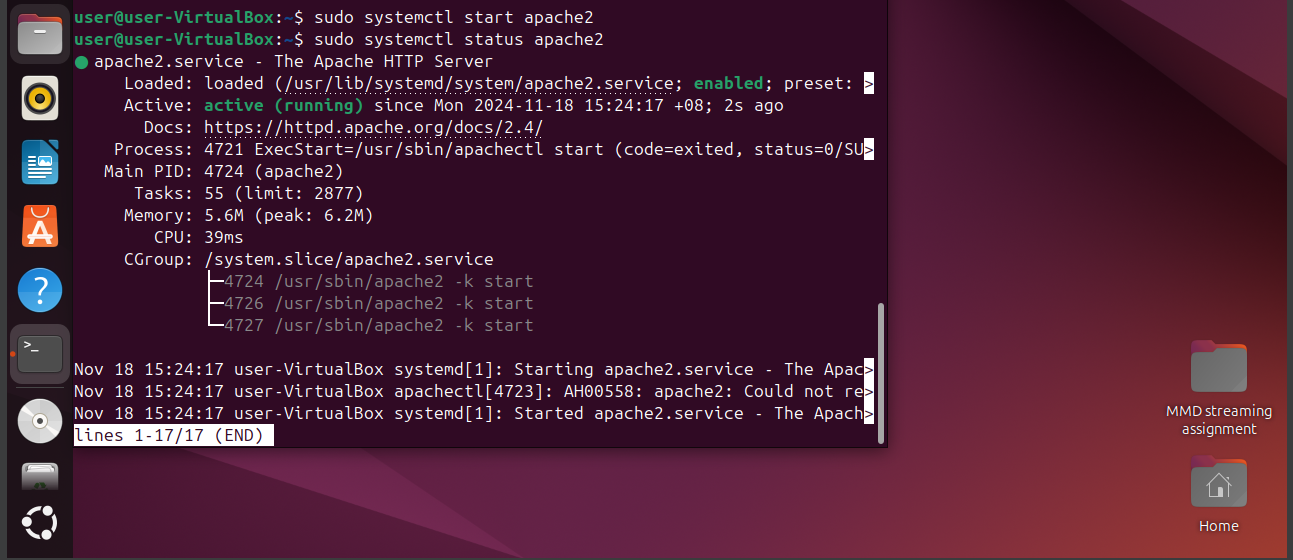 user@user-VirtualBox:~$ sudo systemctl start apache2
user@user-VirtualBox:~$ sudo systemctl status apache2
● apache2.service - The Apache HTTP Server
     Loaded: loaded (/usr/lib/systemd/system/apache2.service; enabled; preset: >
     Active: active (running) since Mon 2024-11-18 15:24:17 +08; 2s ago
       Docs: https://httpd.apache.org/docs/2.4/
    Process: 4721 ExecStart=/usr/sbin/apachectl start (code=exited, status=0/SU>
   Main PID: 4724 (apache2)
      Tasks: 55 (limit: 2877)
     Memory: 5.6M (peak: 6.2M)
        CPU: 39ms
     CGroup: /system.slice/apache2.service
             ├─4724 /usr/sbin/apache2 -k start
             ├─4726 /usr/sbin/apache2 -k start
             └─4727 /usr/sbin/apache2 -k start
Nov 18 15:24:17 user-VirtualBox systemd[1]: Starting apache2.service - The Apac>
Nov 18 15:24:17 user-VirtualBox apachectl[4723]: AH00558: apache2: Could not re>
Nov 18 15:24:17 user-VirtualBox systemd[1]: Started apache2.service - The Apach>
lines 1-17/17 (END)
MMD streaming
assignment
Home